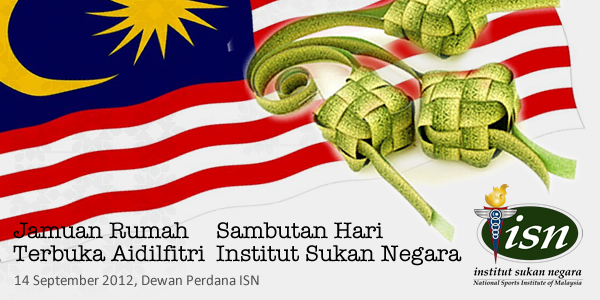 Jamuan Rumah
Terbuka Aidilfitri
Sambutan Hari
Institut Sukan Negara
14 September 2012, Dewan Perdana ISN
isn
institut sukan negara
National Sports Institute of Malaysia